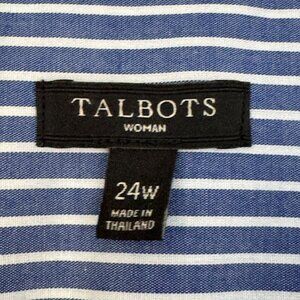 TALBOTS
WOMAN
24W
MADE IN
THAILAND